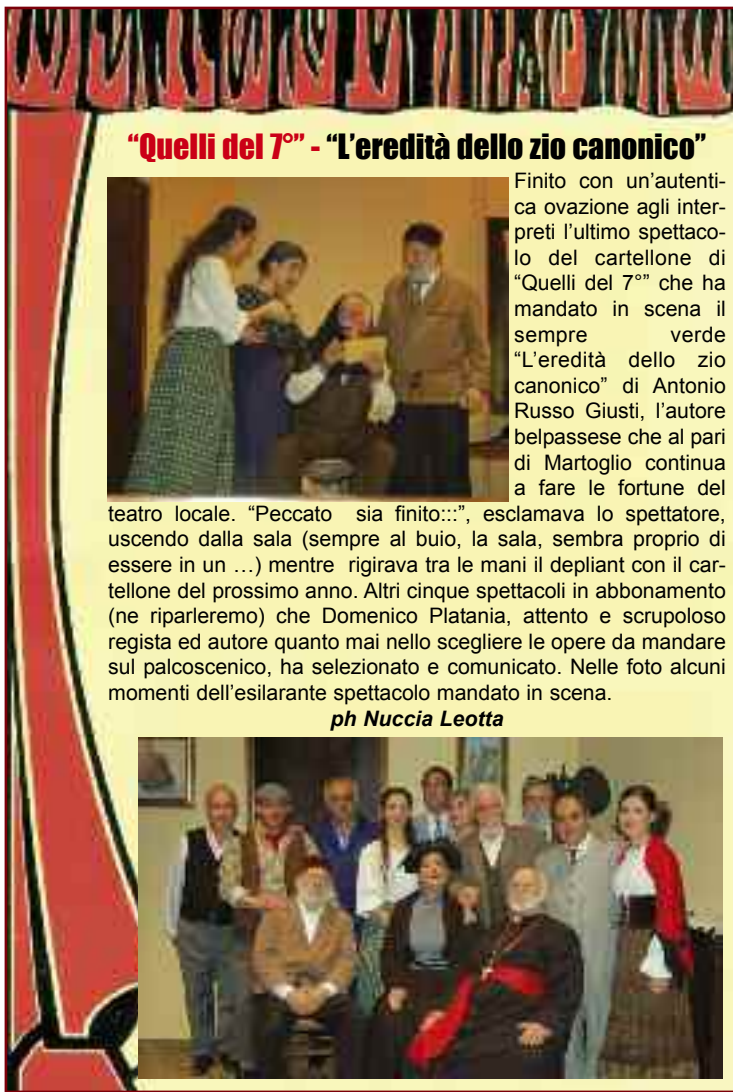 “Quelli del 7°” - “L’eredità dello zio canonico”
Finito con un’autenti-
ca ovazione agli inter-
preti l’ultimo spettaco-
lo del cartellone di
“Quelli del 7°” che ha
mandato in scena il
sempre verde
“L’eredità dello zio
canonico” di Antonio
Russo Giusti, l’autore
belpassese che al pari
di Martoglio continua
a fare le fortune del
teatro locale. “Peccato sia finito:::”, esclamava lo spettatore,
uscendo dalla sala (sempre al buio, la sala, sembra proprio di
essere in un …) mentre rigirava tra le mani il depliant con il car-
tellone del prossimo anno. Altri cinque spettacoli in abbonamento
(ne riparleremo) che Domenico Platania, attento e scrupoloso
regista ed autore quanto mai nello scegliere le opere da mandare
sul palcoscenico, ha selezionato e comunicato. Nelle foto alcuni
momenti dell’esilarante spettacolo mandato in scena.
ph Nuccia Leotta